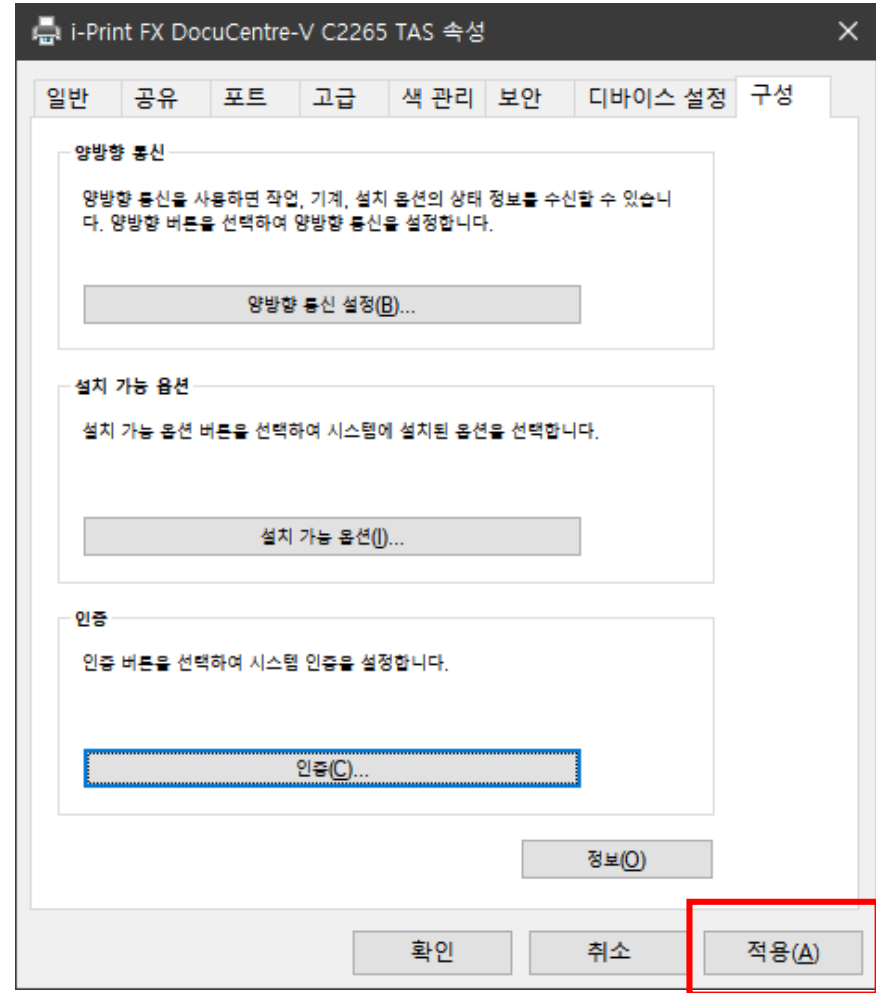 i-Print FX DocuCentre-V C2265 TAS 속성
일반 공유 포트 고급 색 관리 보안 디바이스 설정 구성
양방향 통신
양방향 통신을 사용하면 작업, 기계, 설치 옵션의 상태 정보를 수신할 수 있습니
다. 양방향 버튼을 선택하여 양방향 통신을 설정합니다.
양방향 통신 설정(B)...
설치 가능 옵션
설치 가능 옵션 버튼을 선택하여 시스템에 설치된 옵션을 선택합니다.
설치 가능 옵션(I)...
인증
인증 버튼을 선택하여 시스템 인증을 설정합니다.
인증(C)...
정보(O)
확인 취소 적용(A)